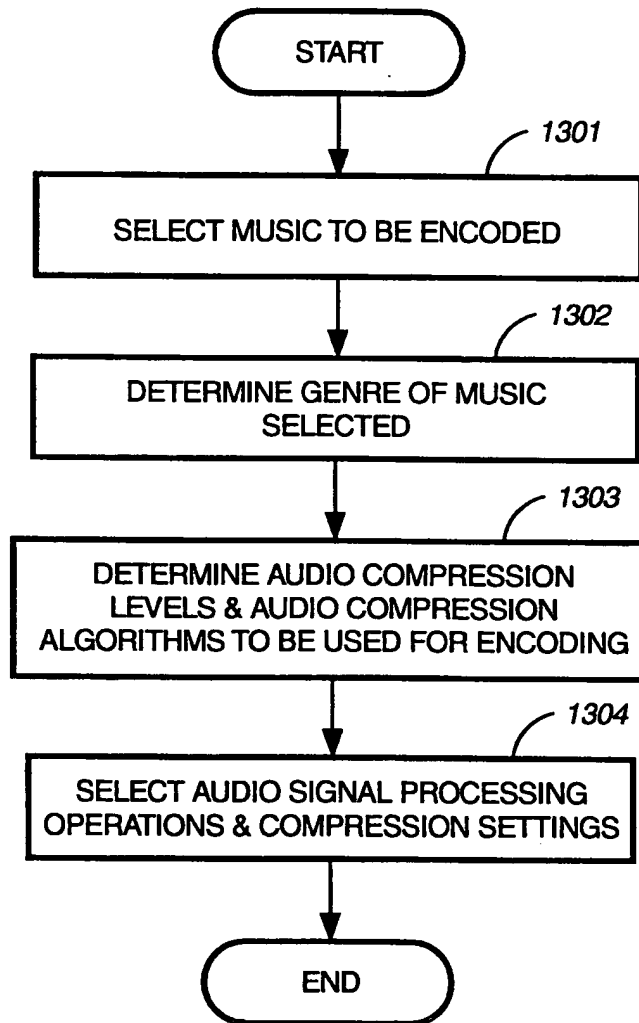 START
1301
SELECT MUSIC TO BE ENCODED
1302
DETERMINE GENRE OF MUSIC
SELECTED
1303
DETERMINE AUDIO COMPRESSION
LEVELS & AUDIO COMPRESSION
ALGORITHMS TO BE USED FOR ENCODING
1304
SELECT AUDIO SIGNAL PROCESSING
OPERATIONS & COMPRESSION SETTINGS
END